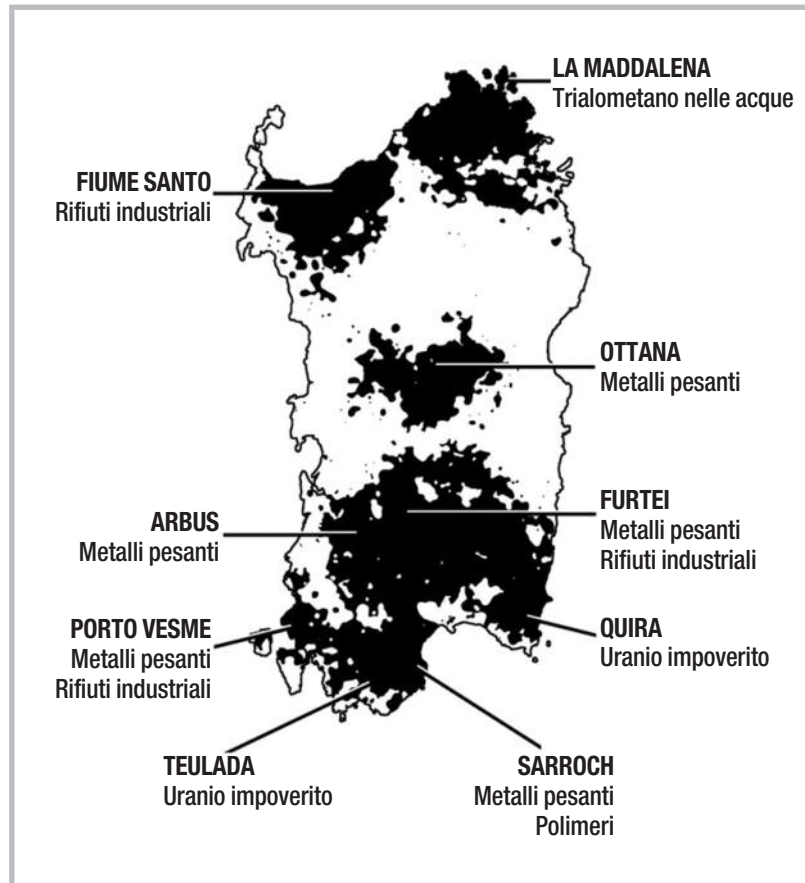 LA MADDALENA
Trialometano nelle acque
FIUME SANTO
Rifiuti industriali
OTTANA
Metalli pesanti
ARBUS
Metalli pesanti
FURTEI
Metalli pesanti
Rifiuti industriali
PORTO VESME
Metalli pesanti
Rifiuti industriali
QUIRA
Uranio impoverito
TEULADA
Uranio impoverito
SARROCH
Metalli pesanti
Polimeri